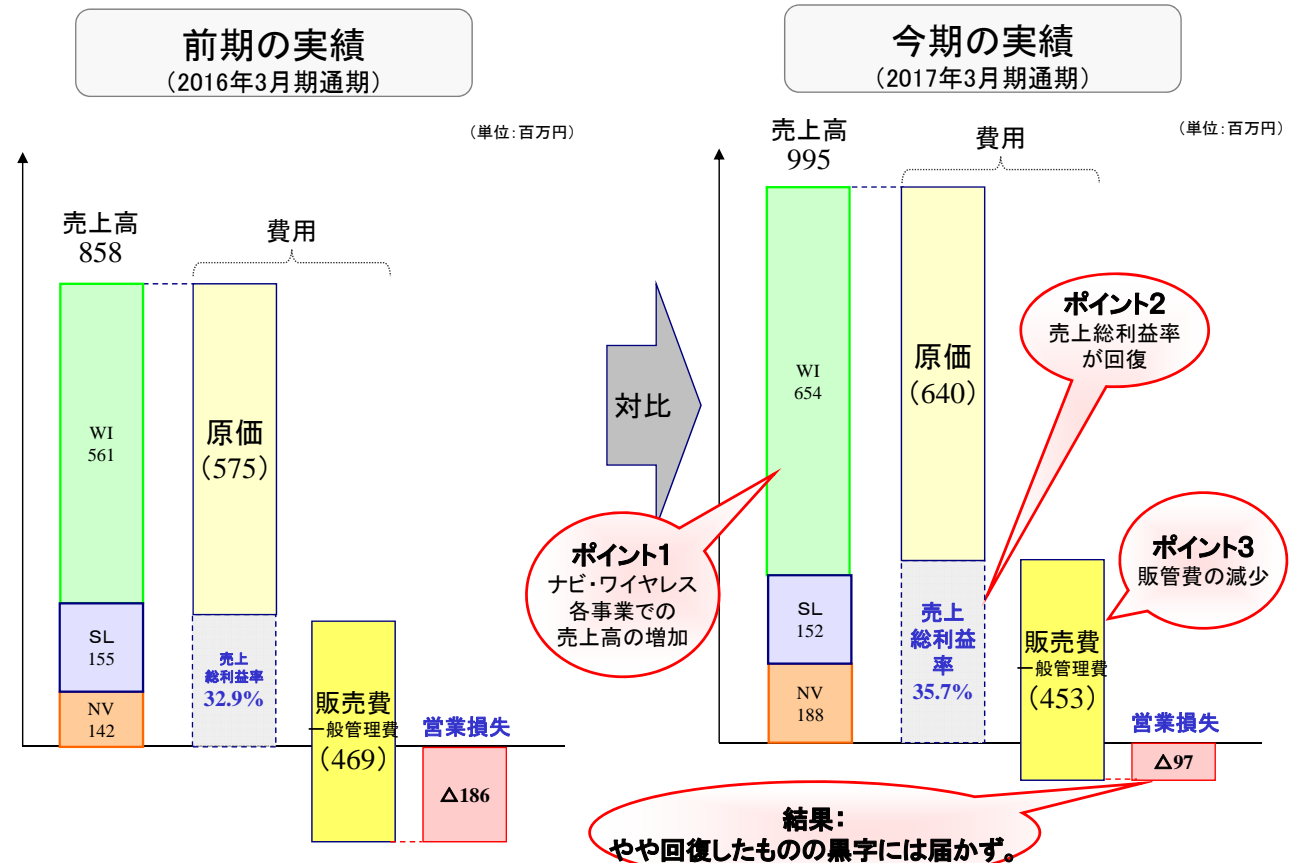 前期の実績
(2016年3月期通期)
(単位:百万円)
売上高
858
費用
WI
561
SL
155
NV
142
原価
(575)
売上
総利益率
32.9%
販売費
一般管理費
(469)
営業損失
△186
対比
今期の実績
(2017年3月期通期)
(単位:百万円)
売上高
995
費用
WI
654
SL
152
NV
188
原価
(640)
売上
総利益
率
35.7%
販売費
一般管理費
(453)
営業損失
△97
ポイント1
ナビ・ワイヤレス
各事業での
売上高の増加
ポイント2
売上総利益率
が回復
ポイント3
販管費の減少
結果:
やや回復したものの黒字には届かず。